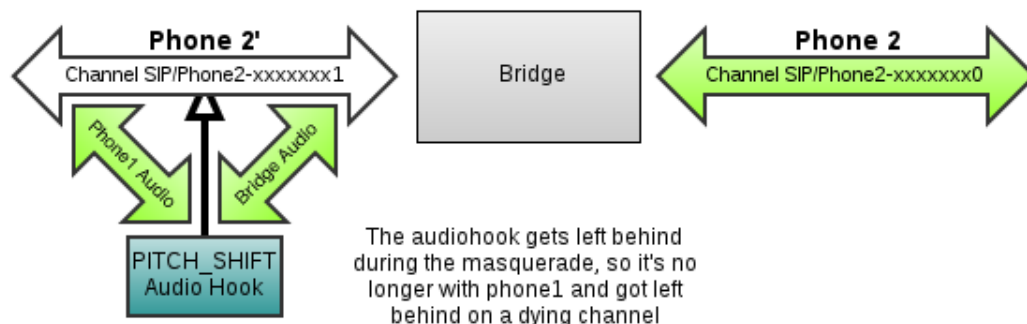 Phone 2'
Channel SIP/Phone2-xxxxxxx1
Phone1 Audio
Bridge Audio
PITCH_SHIFT
Audio Hook
Bridge
The audiohook gets left behind
during the masquerade, so it's no
longer with phone1 and got left
behind on a dying channel
Phone 2
Channel SIP/Phone2-xxxxxxx0